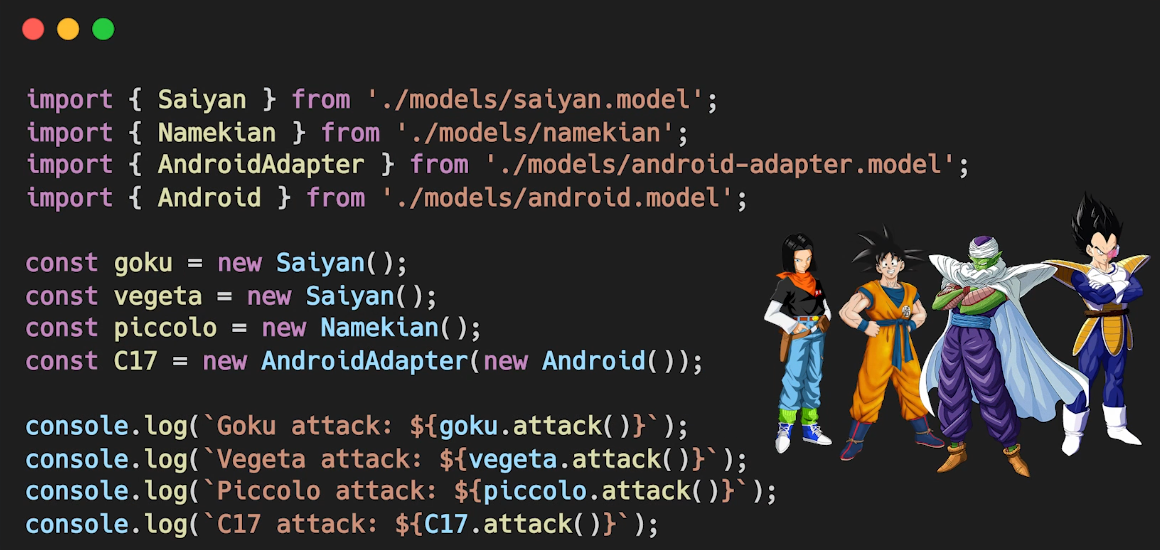 import { Saiyan } from './models/saiyan.model';
import { Namekian } from './models/namekian';
import { AndroidAdapter } from './models/android-adapter.model';
import { Android } from './models/android.model';
const goku = new Saiyan();
const vegeta = new Saiyan();
const piccolo = new Namekian();
const C17 = new AndroidAdapter(new Android());
console.log(`Goku attack: ${goku.attack()}`);
console.log(`Vegeta attack: ${vegeta.attack()}`);
console.log(`Piccolo attack: ${piccolo.attack()}`);
console.log(`C17 attack: ${C17.attack()}`);